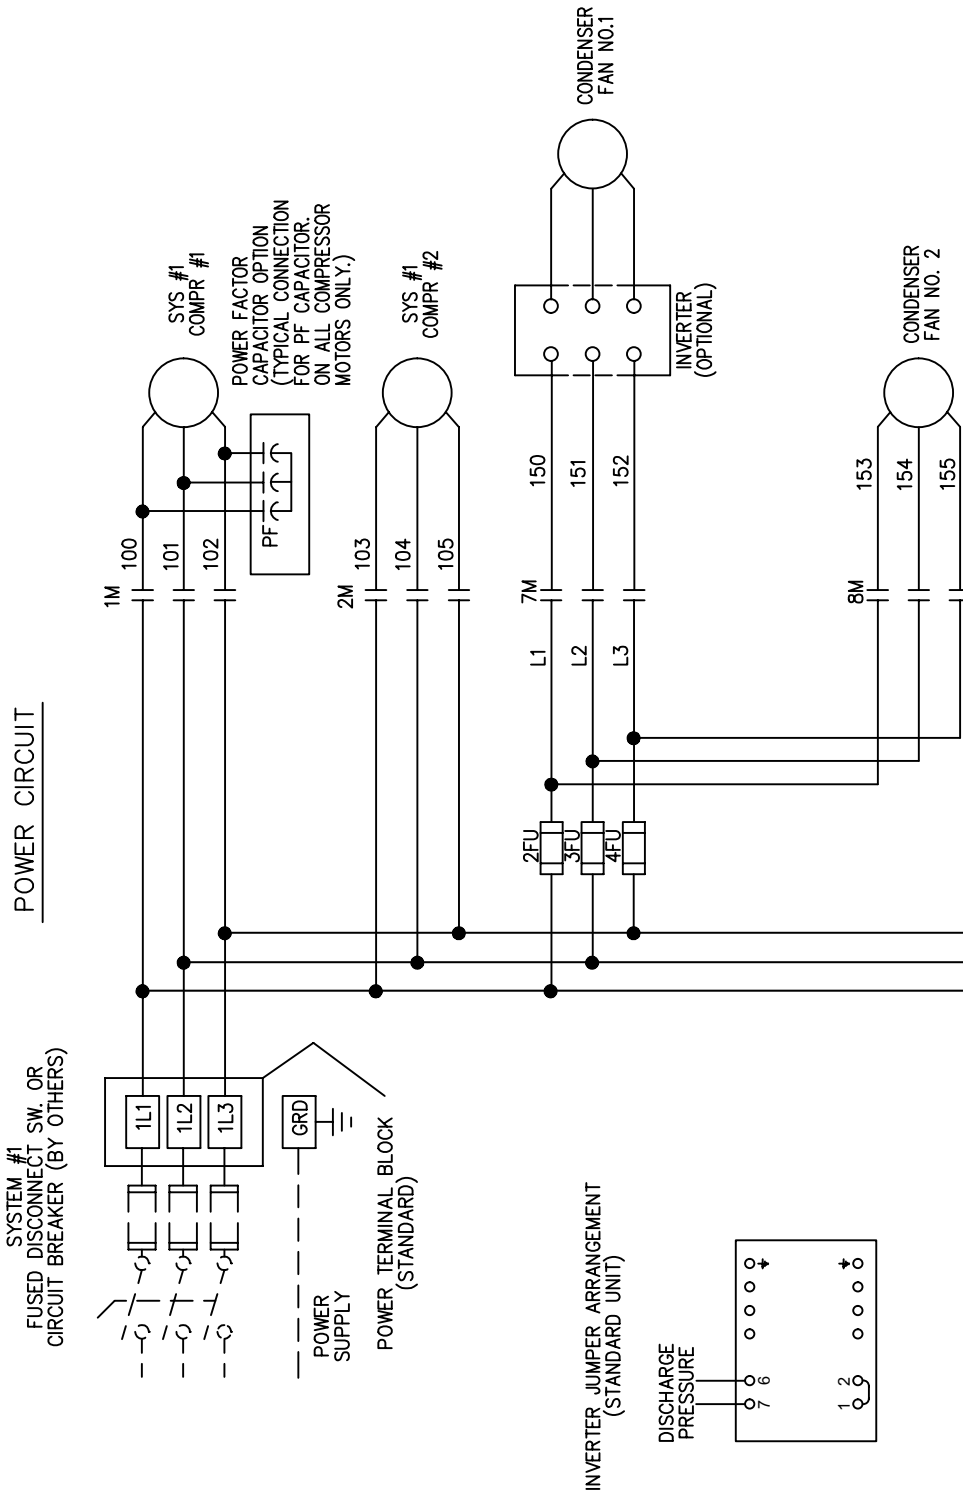 POWER CIRCUIT
SYSTEM #1
FUSED DISCONNECT SW. OR
CIRCUIT BREAKER (BY OTHERS)
1L1
1L2
1L3
GRD
POWER
SUPPLY
POWER TERMINAL BLOCK
(STANDARD)
1M
100
101
102
SYS #1
COMPR #1
PF
POWER FACTOR
CAPACITOR OPTION
(TYPICAL CONNECTION
FOR PF CAPACITOR.
ON ALL COMPRESSOR
MOTORS ONLY.)
2M
103
104
105
SYS #1
COMPR #2
2FU
3FU
4FU
L1
L2
L3
7M
150
151
152
INVERTER
(OPTIONAL)
CONDENSER
FAN NO.1
8M
153
154
155
CONDENSER
FAN NO. 2
INVERTER JUMPER ARRANGEMENT
(STANDARD UNIT)
DISCHARGE
PRESSURE
7 6
1 2